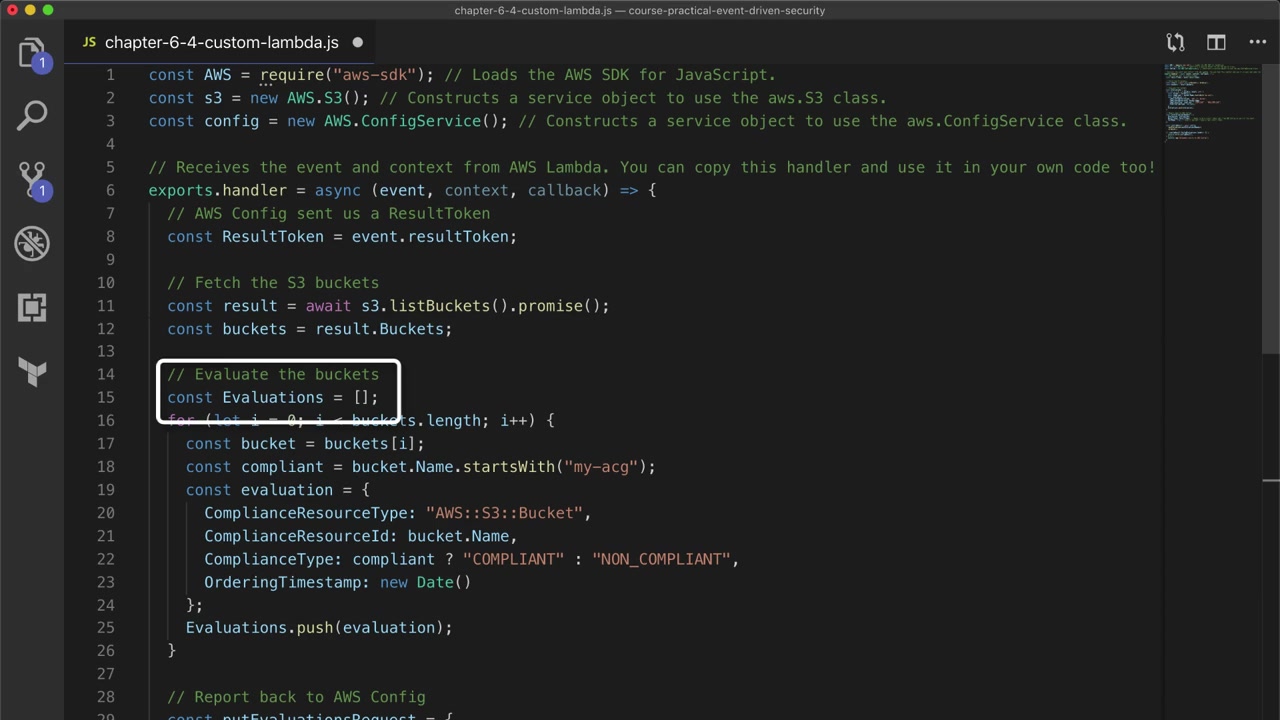 chapter-6-4-custom-lambda.js — course-practical-event-driven-security
JS chapter-6-4-custom-lambda.js
1 const AWS = require("aws-sdk"); // Loads the AWS SDK for JavaScript.
2 const s3 = new AWS.S3(); // Constructs a service object to use the aws.S3 class.
3 const config = new AWS.ConfigService(); // Constructs a service object to use the aws.ConfigService class.
4
5 // Receives the event and context from AWS Lambda. You can copy this handler and use it in your own code too!
6 exports.handler = async (event, context, callback) => {
7 // AWS Config sent us a ResultToken
8 const ResultToken = event.resultToken;
9
10 // Fetch the S3 buckets
11 const result = await s3.listBuckets().promise();
12 const buckets = result.Buckets;
13
14 // Evaluate the buckets
15 const Evaluations = [];
16 for (let i = 0; i < buckets.length; i++) {
17 const bucket = buckets[i];
18 const compliant = bucket.Name.startsWith("my-acg");
19 const evaluation = {
20 ComplianceResourceType: "AWS::S3::Bucket",
21 ComplianceResourceId: bucket.Name,
22 ComplianceType: compliant ? "COMPLIANT" : "NON_COMPLIANT",
23 OrderingTimestamp: new Date()
24 };
25 Evaluations.push(evaluation);
26 }
27
28 // Report back to AWS Config
29 const putEvaluationsRequest = {
1
1